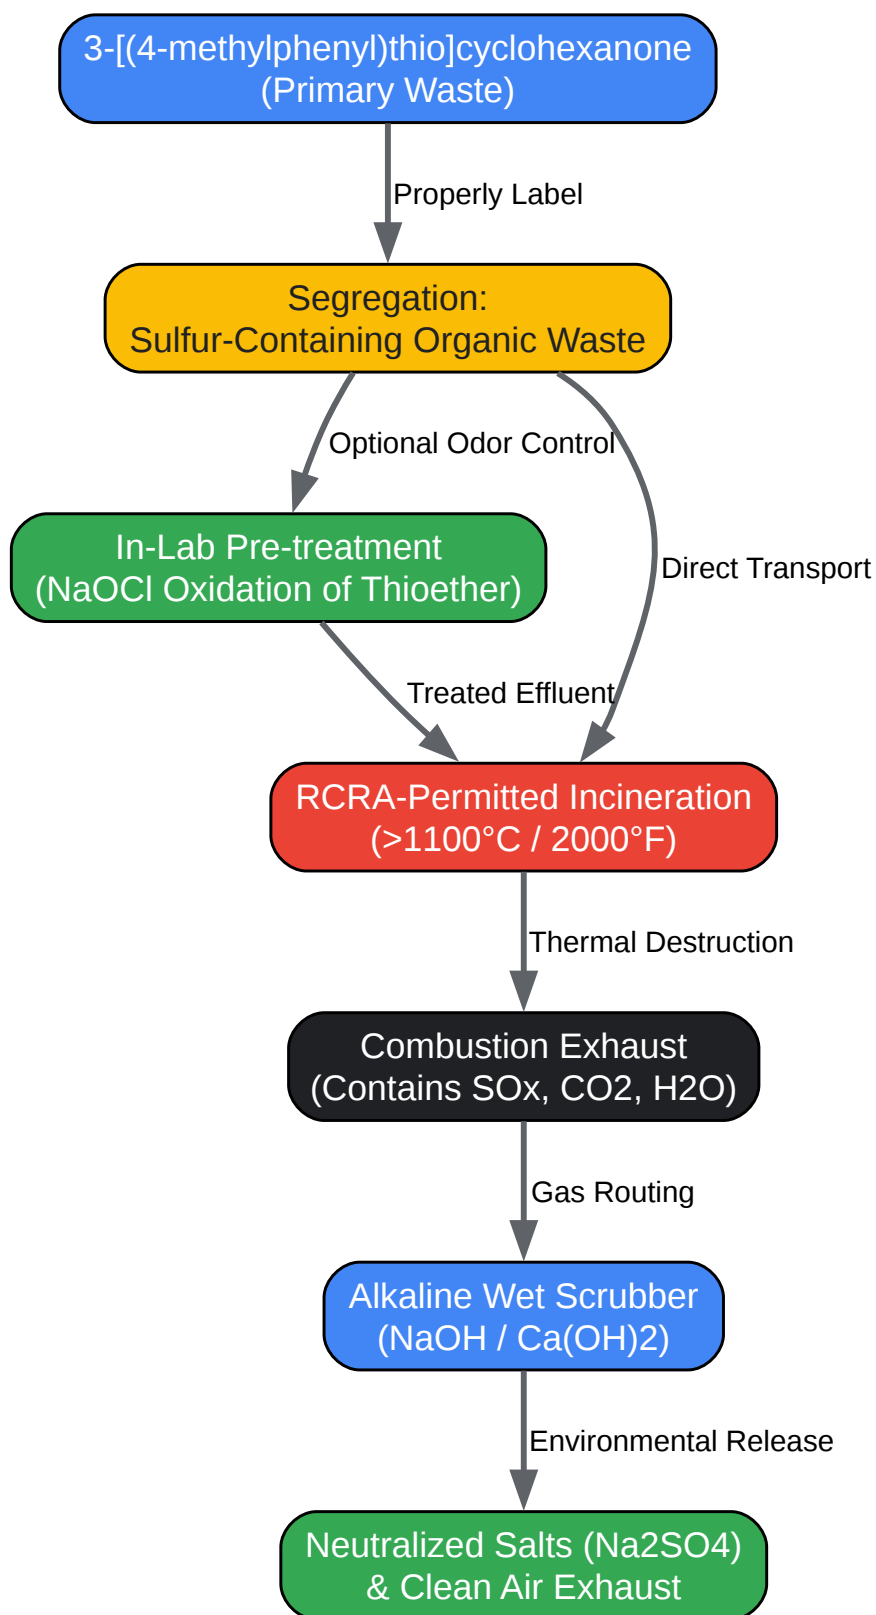 3-[(4-methylphenyl)thio]cyclohexanone
(Primary Waste)
Properly Label
Segregation:
Sulfur-Containing Organic Waste
Optional Odor Control
In-Lab Pre-treatment
(NaOCl Oxidation of Thioether)
Direct Transport
Treated Effluent
RCRA-Permitted Incineration
(>1100°C / 2000°F)
Thermal Destruction
Combustion Exhaust
(Contains SOx, CO2, H2O)
Gas Routing
Alkaline Wet Scrubber
(NaOH / Ca(OH)2)
Environmental Release
Neutralized Salts (Na2SO4)
& Clean Air Exhaust